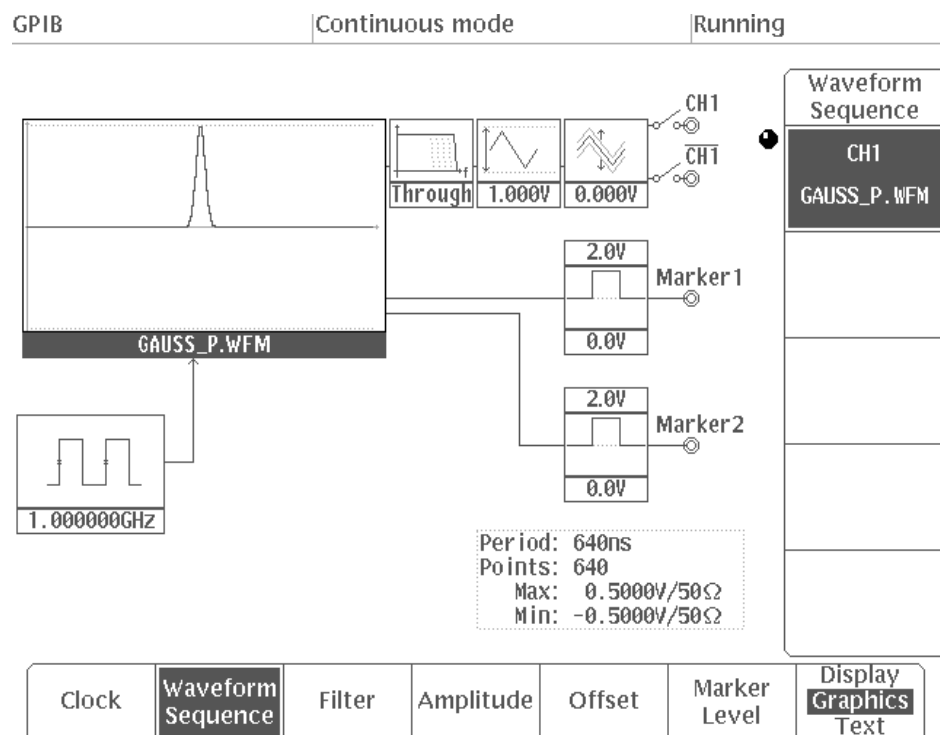 GPIB
Continuous mode
Running
Waveform
Sequence
CH1
GAUSS_P.WFM
CH1
CH1
f
Through
1.000V
0.000V
GAUSS_P.WFM
2.0V
Marker1
0.0V
2.0V
Marker2
0.0V
1.000000GHz
Period: 640ns
Points: 640
Max: 0.5000V/50Ω
Min: -0.5000V/50Ω
Clock
Waveform
Sequence
Filter
Amplitude
Offset
Marker
Level
Display
Graphics
Text